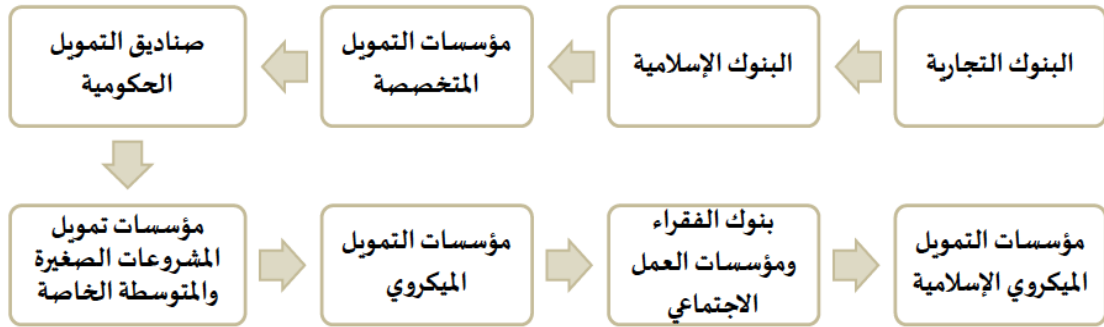 البنوك التجارية
البنوك الإسلامية
مؤسسات التمويل
المتخصصة
صناديق التمويل
الحكومية
مؤسسات تمويل
المشروعات الصغيرة
والمتوسطة الخاصة
مؤسسات التمويل
الميكروي
بنوك الفقراء
ومؤسسات العمل
الاجتماعي
مؤسسات التمويل
الميكروي الإسلامية